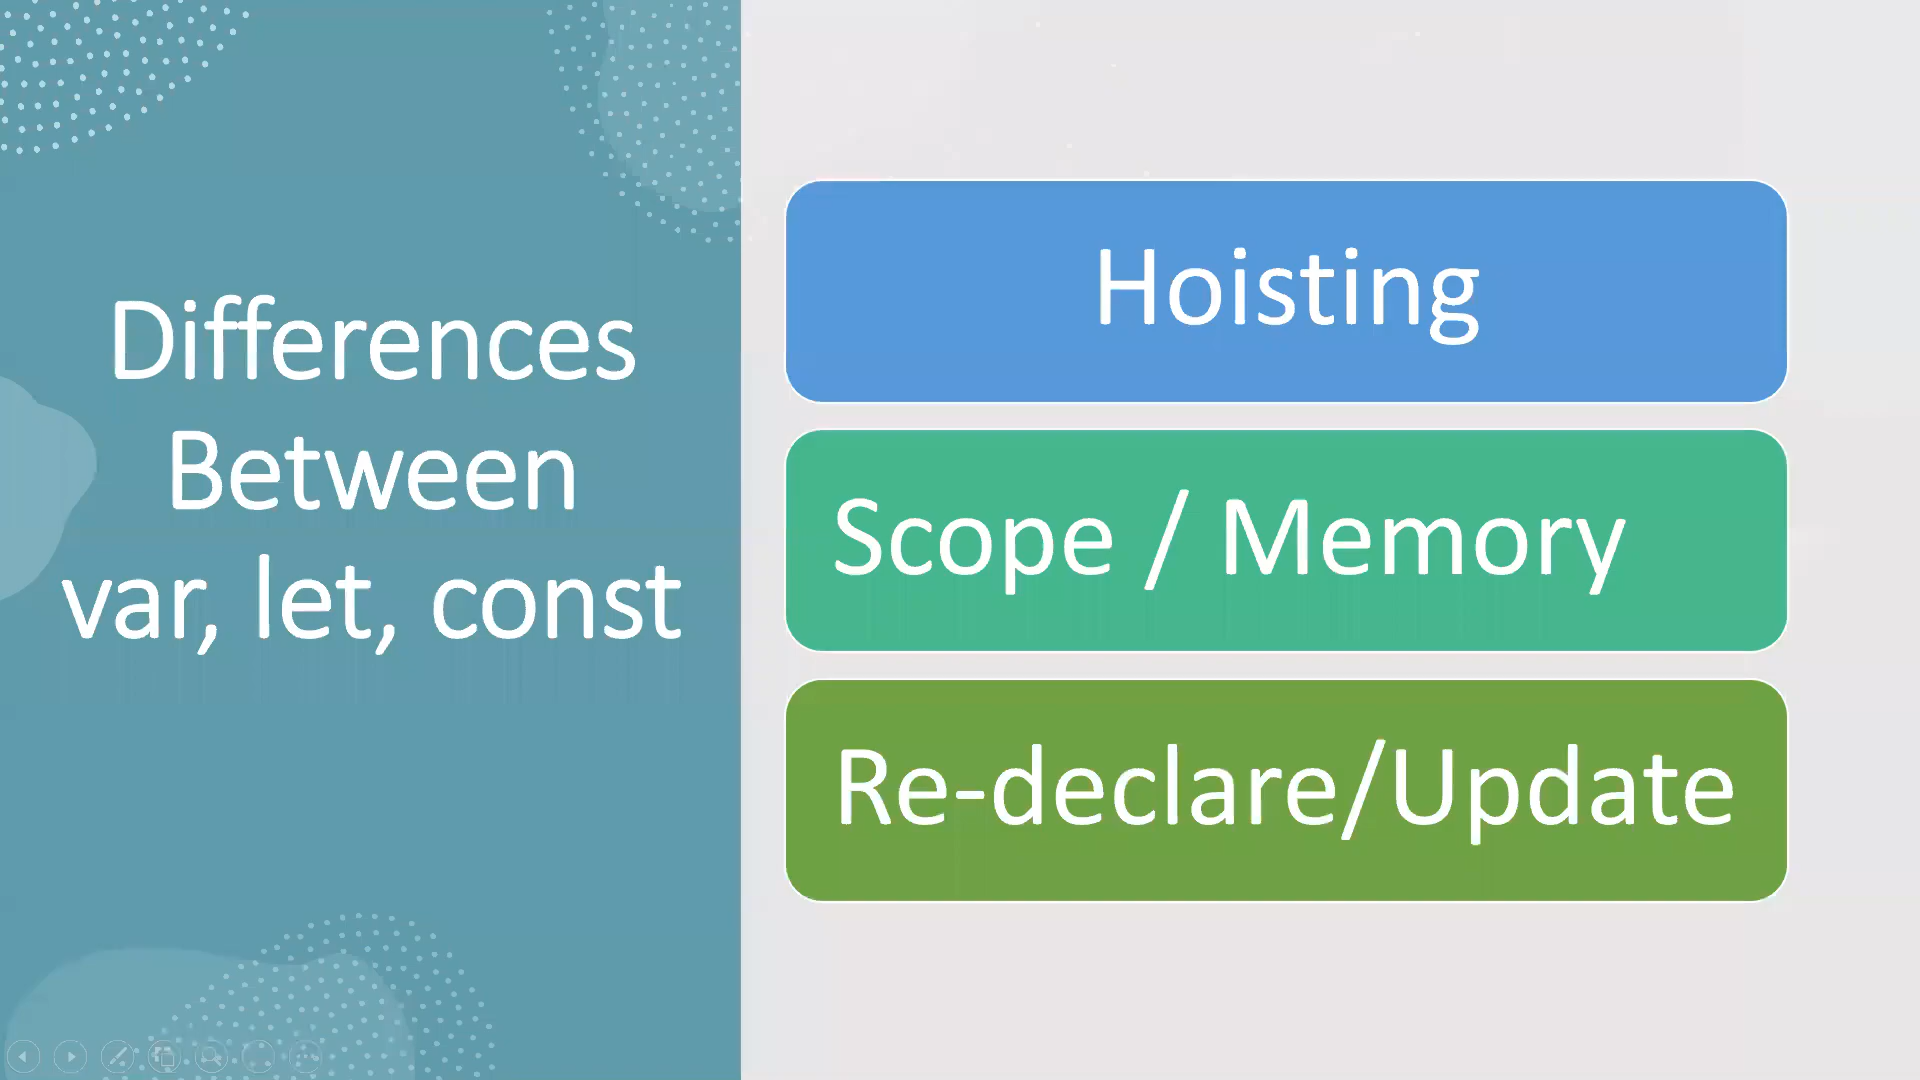 Differences
Between
var, let, const
Hoisting
Scope / Memory
Re-declare/Update